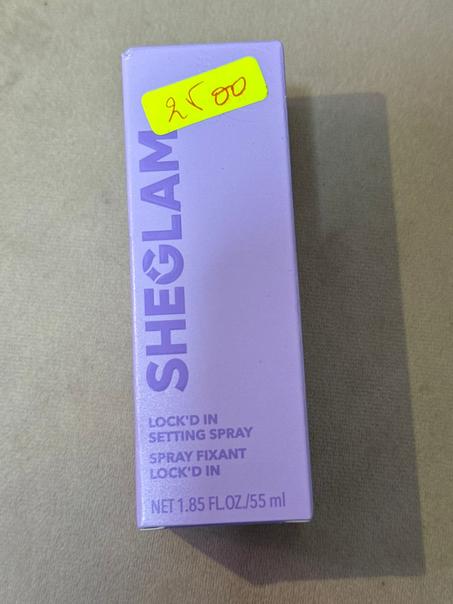 2500
SHEGLAM
LOCK'D IN
SETTING SPRAY
SPRAY FIXANT
LOCK'D IN
NET 1.85 FL.OZ./55 ml